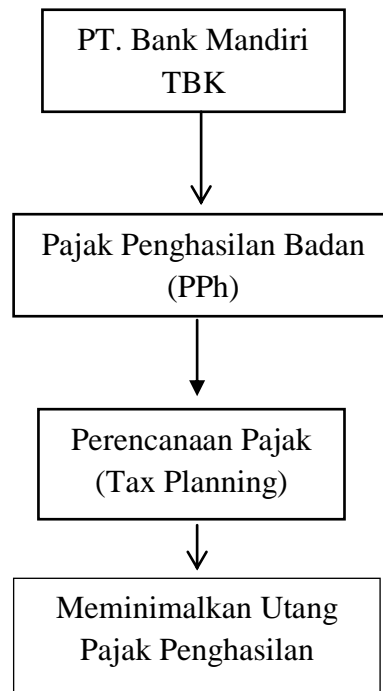 PT. Bank Mandiri
TBK
Pajak Penghasilan Badan
(PPh)
Perencanaan Pajak
(Tax Planning)
Meminimalkan Utang
Pajak Penghasilan